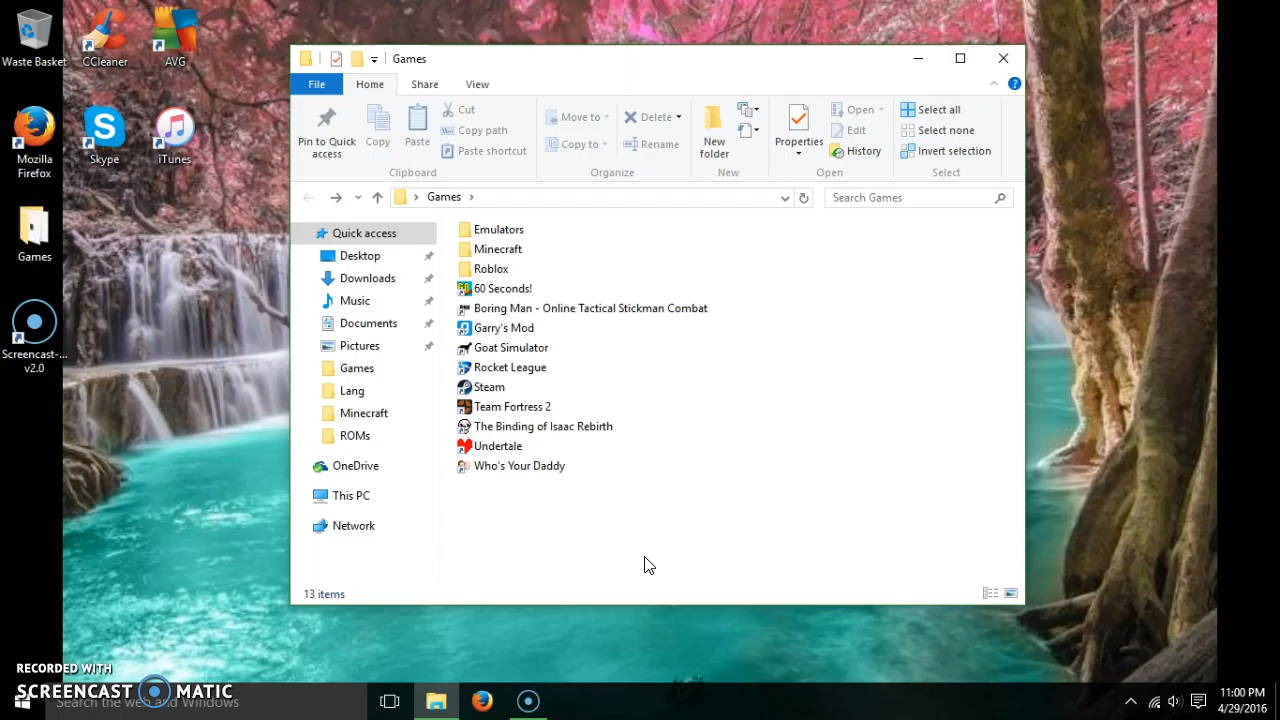 Waste Basket
CCleaner
AVG
Mozilla
Firefox
Skype
iTunes
Games
Screencast-...
v2.0
Games
File
Home
Share
View
Pin to Quick
access
Copy
Paste
Cut
Copy path
Paste shortcut
Clipboard
Move to
Copy to
Delete
Rename
Organize
New
folder
New
Properties
Open
Edit
History
Open
Select all
Select none
Invert selection
Select
Games
Search Games
Quick access
Desktop
Downloads
Music
Documents
Pictures
Games
Lang
Minecraft
ROMs
OneDrive
This PC
Network
Emulators
Minecraft
Roblox
60 Seconds!
Boring Man - Online Tactical Stickman Combat
Garry's Mod
Goat Simulator
Rocket League
Steam
Team Fortress 2
The Binding of Isaac Rebirth
Undertale
Who's Your Daddy
13 items
RECORDED WITH
SCREENCAST MATIC
Search the web and Windows
11:00 PM
4/29/2016